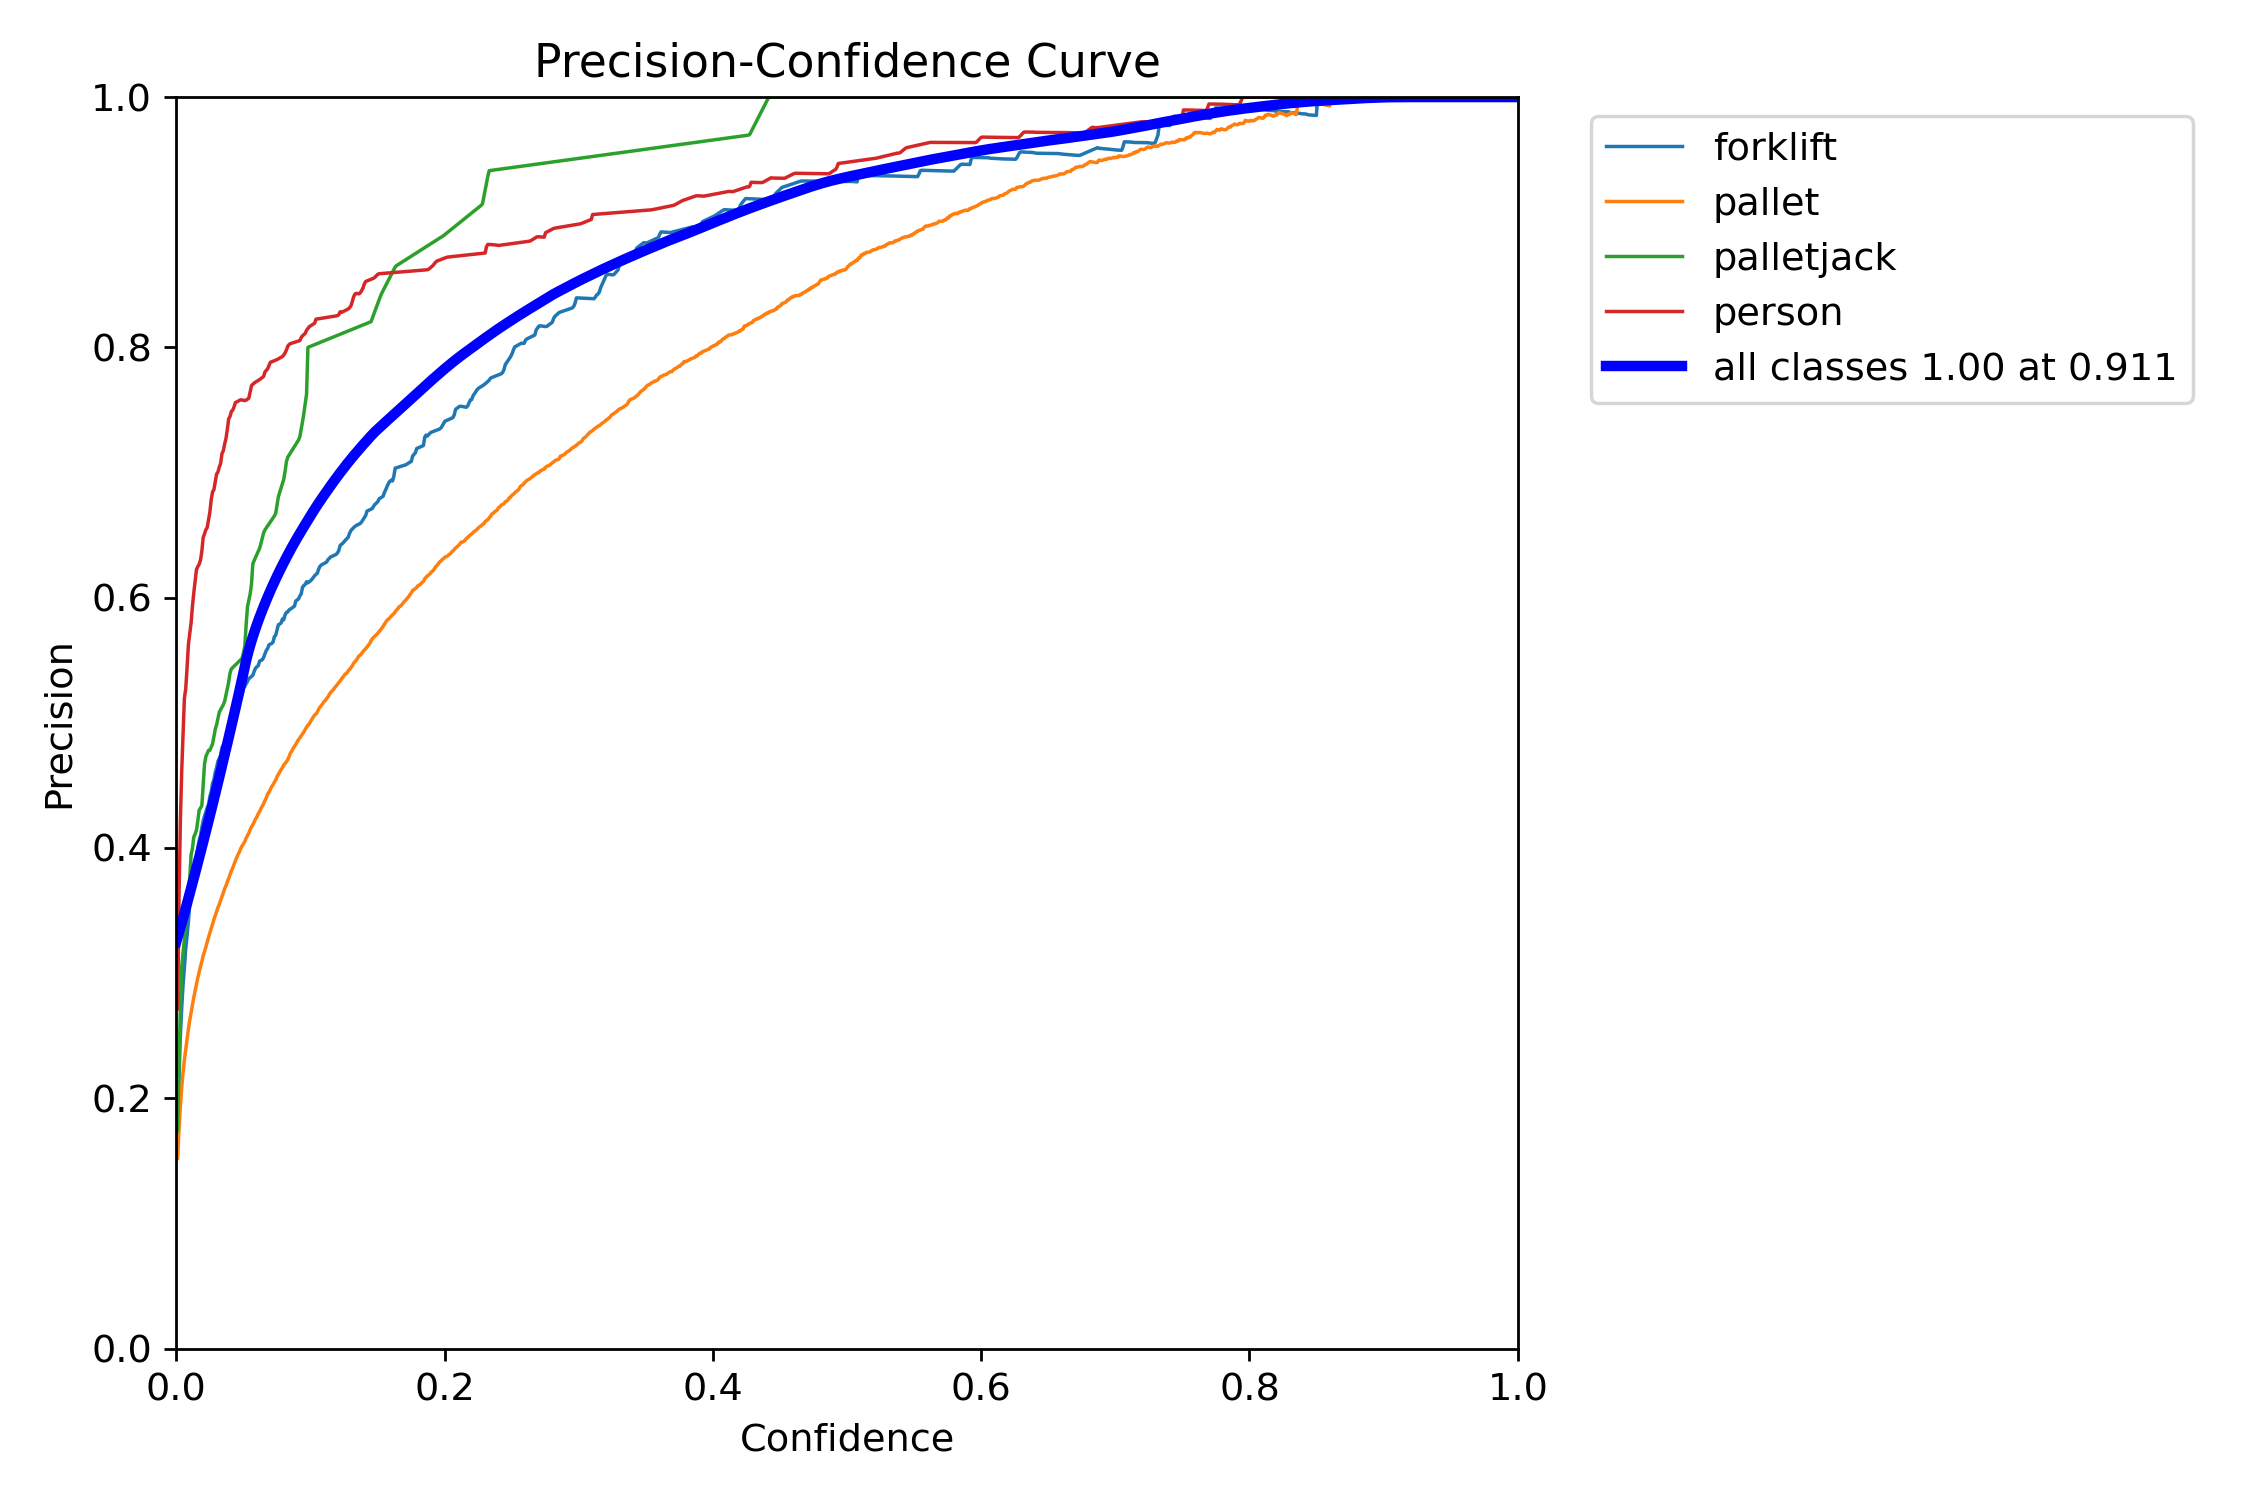 Precision-Confidence Curve
1.0
0.8
0.6
0.4
0.2
0.0
Precision
0.0 0.2 0.4 0.6 0.8 1.0
Confidence
forklift
pallet
palletjack
person
all classes 1.00 at 0.911